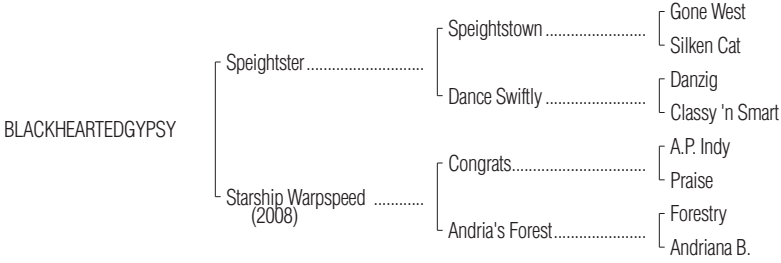 Gone West
Speightstown ........................
Silken Cat
Speightster ............................
Danzig
Dance Swiftly ........................
Classy 'n Smart
BLACKHEARTEDGYPSY
A.P. Indy
Congrats................................
Praise
Starship Warpspeed ............
(2008)
Forestry
Andria's Forest......................
Andriana B.